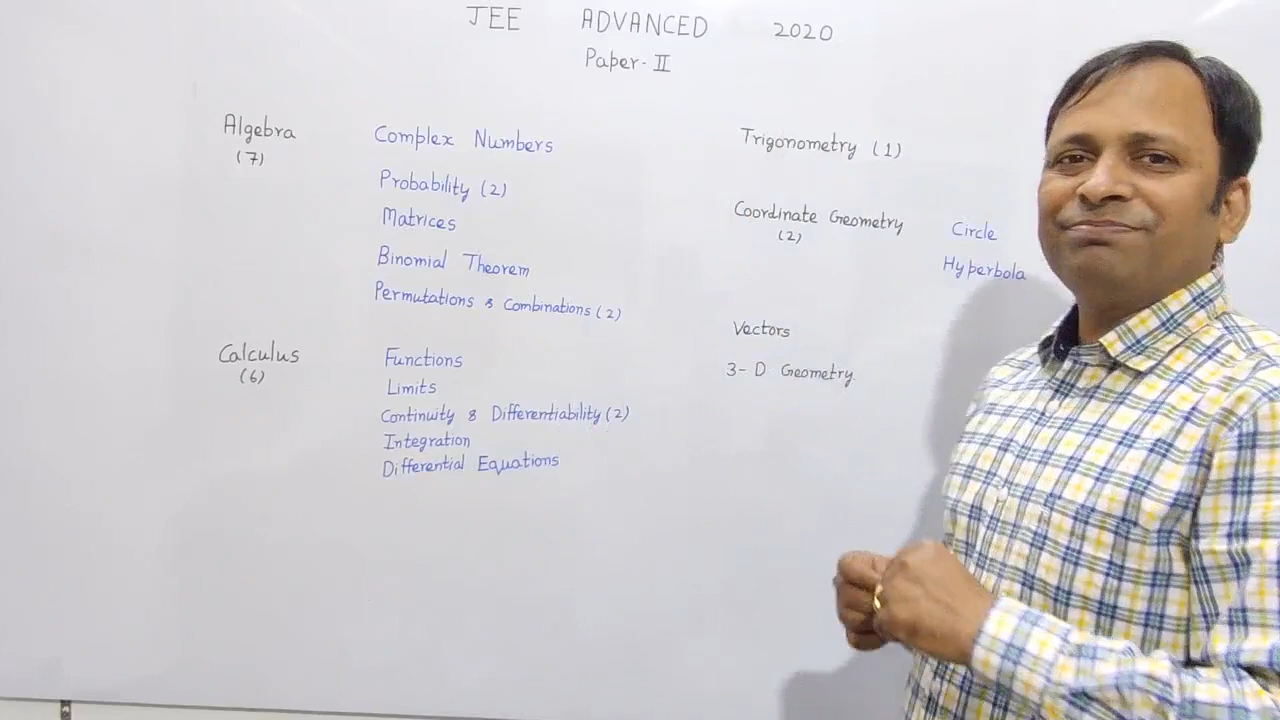 JEE ADVANCED 2020
Paper-II
Algebra
(7)
Complex Numbers
Probability (2)
Matrices
Binomial Theorem
Permutations & Combinations (2)
Calculus
(6)
Functions
Limits
Continuity & Differentiability (2)
Integration
Differential Equations
Trigonometry (1)
Coordinate Geometry
(2)
Circle
Hyperbola
Vectors
3-D Geometry